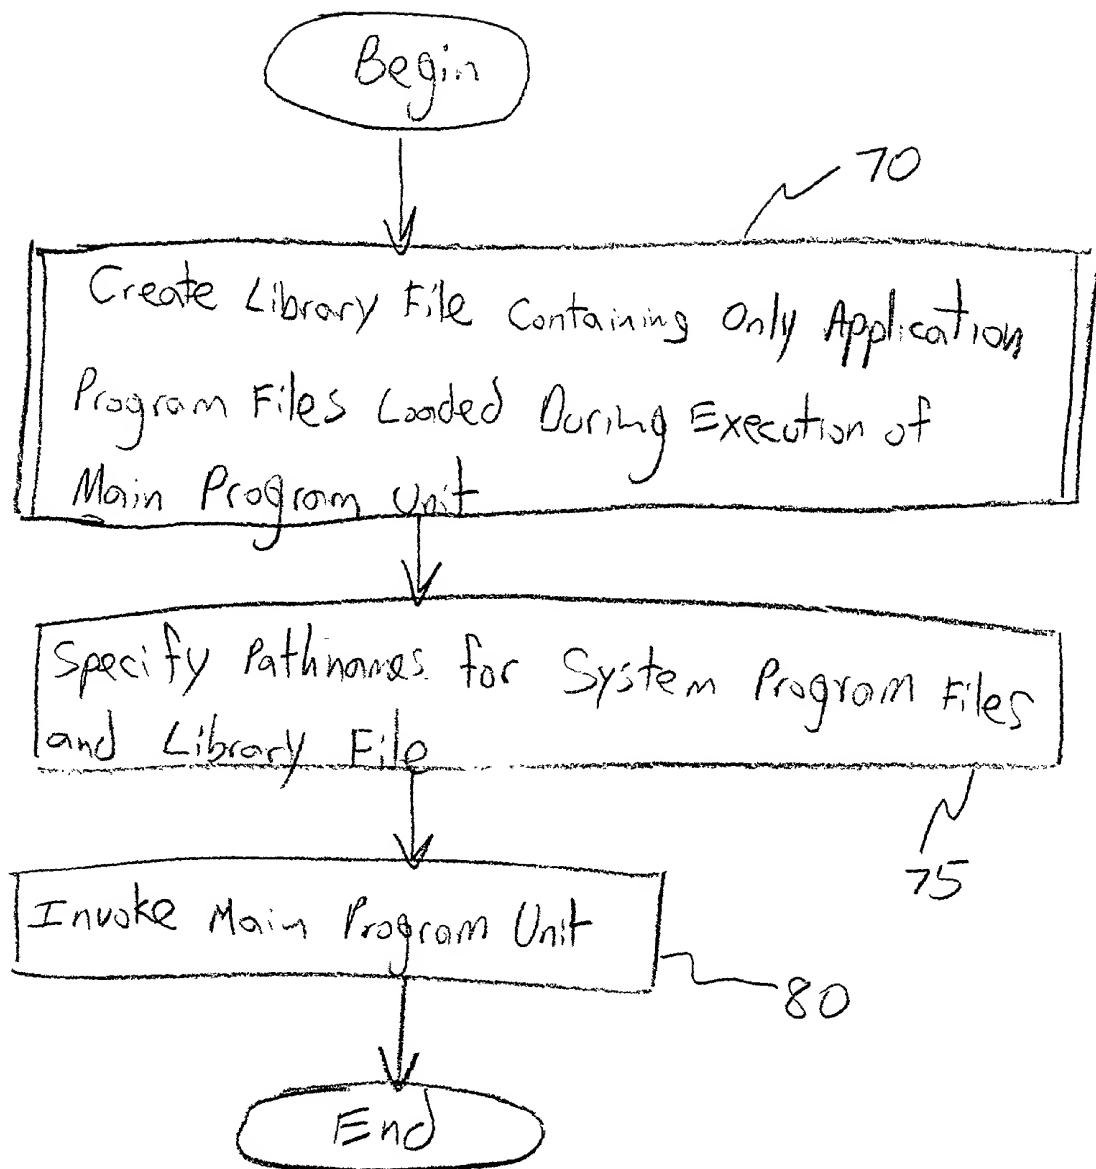 Begin
70
Create Library File Containing Only Application
Program Files Loaded During Execution of
Main Program Unit
Specify Pathnames for System Program Files
and Library File
75
Invoke Main Program Unit
80
End